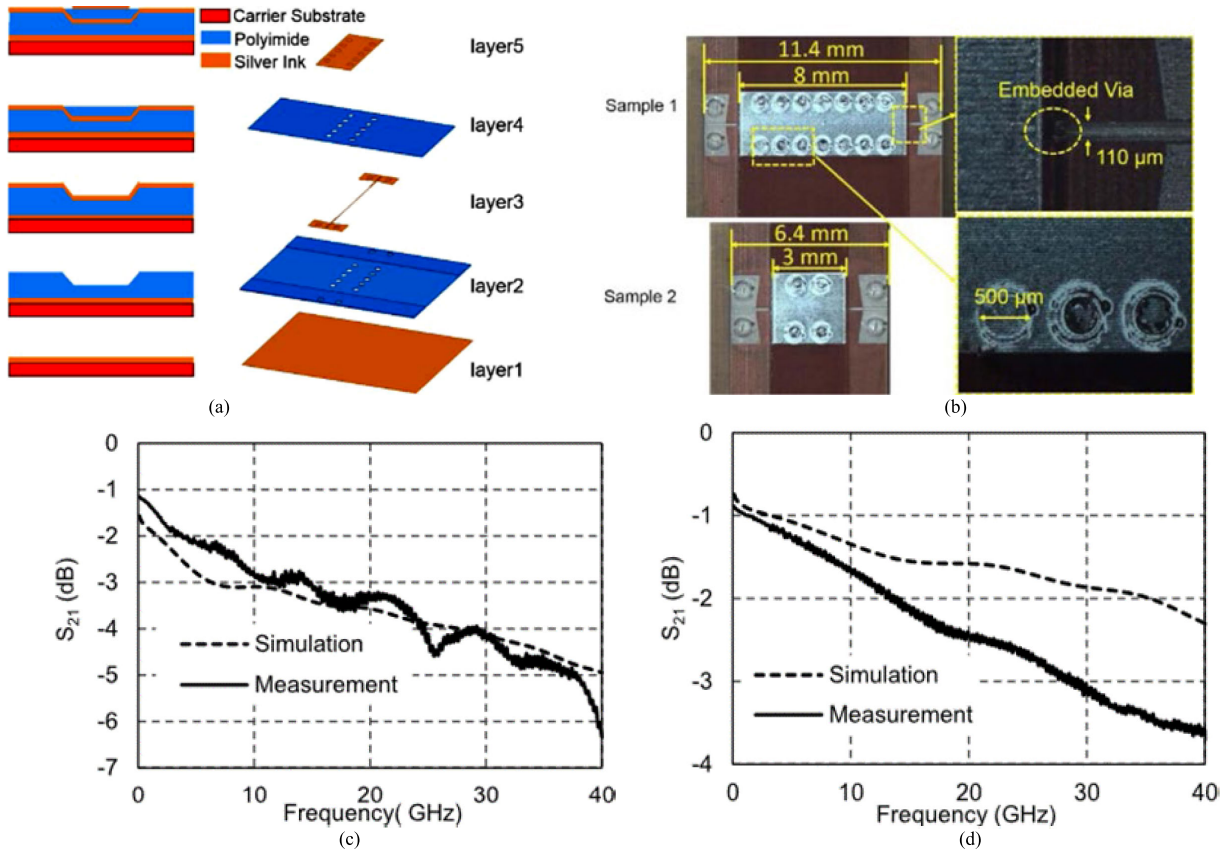 Carrier Substrate
Polyimide
Silver Ink
layer5
layer4
layer3
layer2
layer1
(a)
Sample 1
11.4 mm
8 mm
Embedded Via
110 µm
Sample 2
6.4 mm
3 mm
500 µm
(b)
0
-1
-2
-3
-4
-5
-6
-7
S21 (dB)
Simulation
Measurement
0
10
20
30
40
Frequency( GHz)
(c)
0
-1
-2
-3
-4
S21 (dB)
Simulation
Measurement
0
10
20
30
40
Frequency (GHz)
(d)